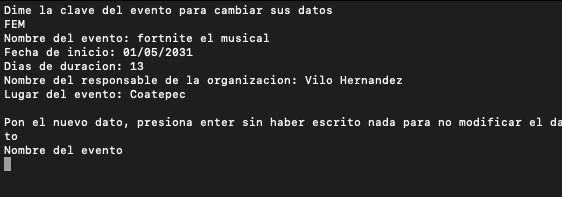 Dime la clave del evento para cambiar sus datos
FEM
Nombre del evento: fortnite el musical
Fecha de inicio: 01/05/2031
Dias de duracion: 13
Nombre del responsable de la organizacion: Vilo Hernandez
Lugar del evento: Coatepec
Pon el nuevo dato, presiona enter sin haber escrito nada para no modificar el da
to
Nombre del evento